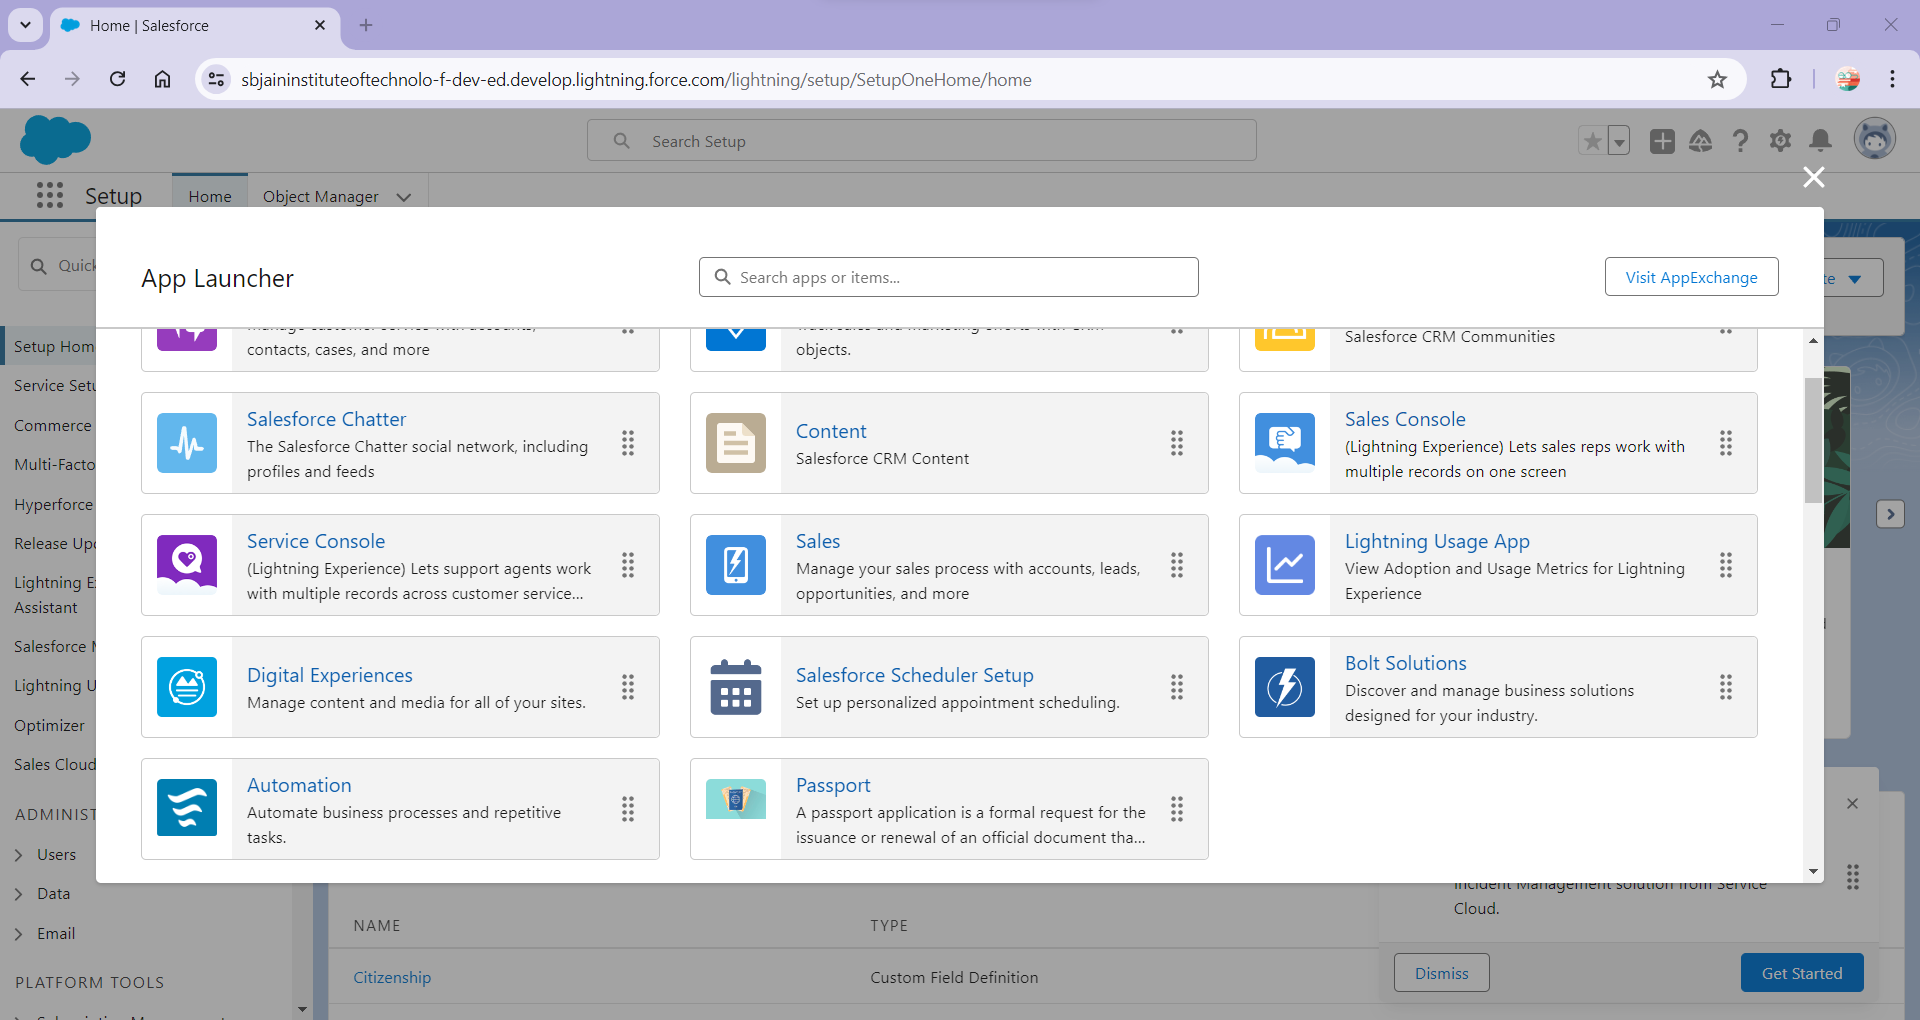 Home | Salesforce
sbjaininstituteoftechnolo-f-dev-ed.develop.lightning.force.com/lightning/setup/SetupOneHome/home
Search Setup
Setup
Home
Object Manager
Quick
App Launcher
Search apps or items...
Visit AppExchange
contacts, cases, and more
objects.
Salesforce CRM Communities
Setup Hom
Service Setu
Commerce
Multi-Facto
Hyperforce
Release Upd
Lightning E
Assistant
Salesforce M
Lightning U
Optimizer
Sales Cloud
ADMINIST
Users
Data
Email
PLATFORM TOOLS
Salesforce Chatter
The Salesforce Chatter social network, including
profiles and feeds
Content
Salesforce CRM Content
Sales Console
(Lightning Experience) Lets sales reps work with
multiple records on one screen
Service Console
(Lightning Experience) Lets support agents work
with multiple records across customer service...
Sales
Manage your sales process with accounts, leads,
opportunities, and more
Lightning Usage App
View Adoption and Usage Metrics for Lightning
Experience
Digital Experiences
Manage content and media for all of your sites.
Salesforce Scheduler Setup
Set up personalized appointment scheduling.
Bolt Solutions
Discover and manage business solutions
designed for your industry.
Automation
Automate business processes and repetitive
tasks.
Passport
A passport application is a formal request for the
issuance or renewal of an official document tha...
Incident Management solution from Service
Cloud.
NAME
TYPE
Citizenship
Custom Field Definition
Dismiss
Get Started